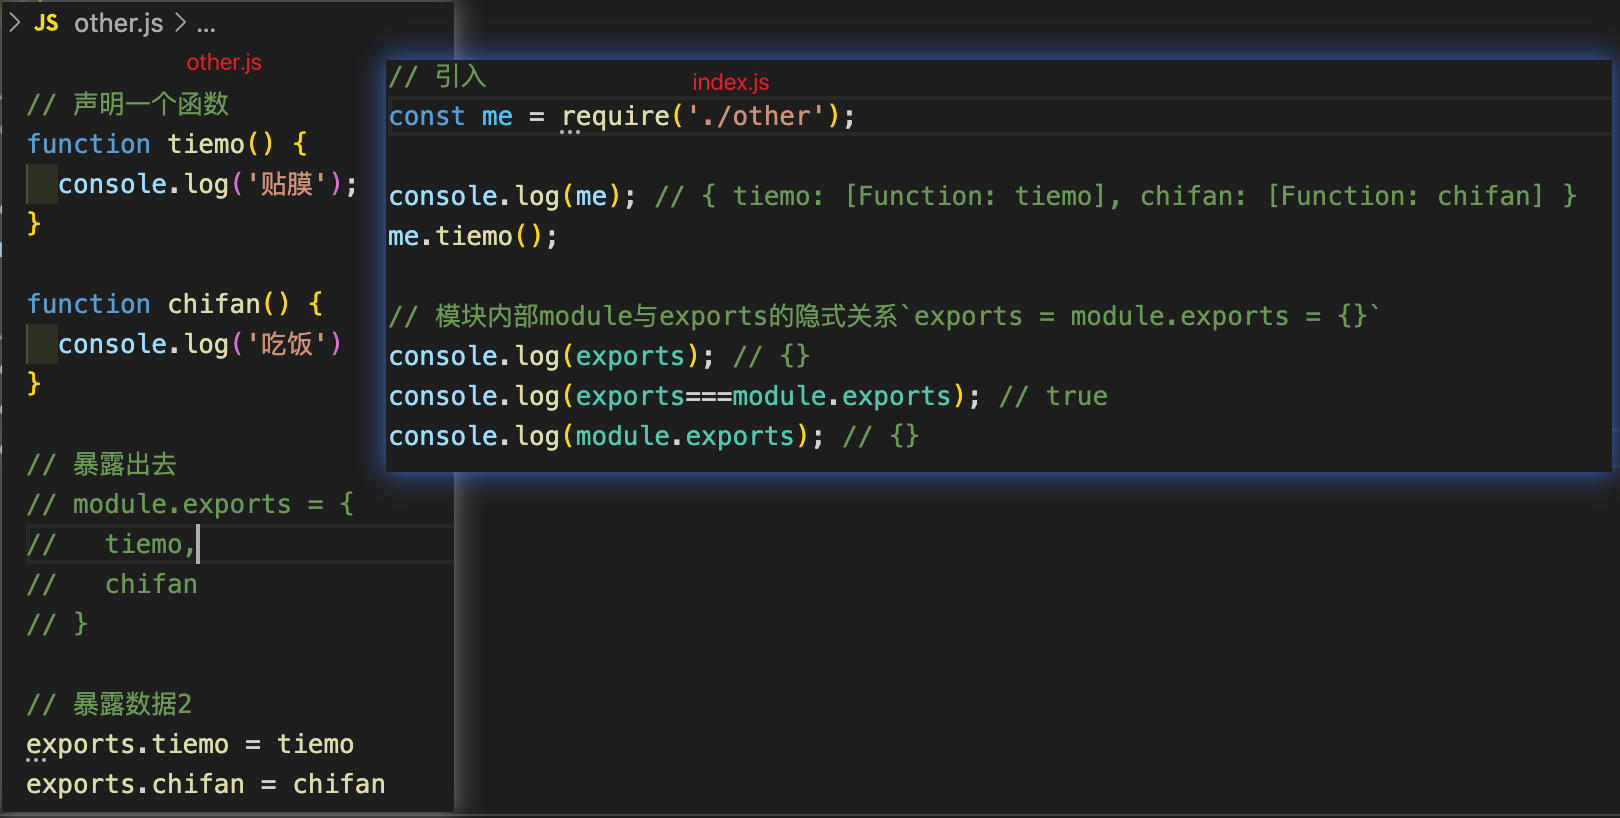 JS other.js > ...
other.js
// 声明一个函数
function tiemo() {
  console.log('贴膜');
}
function chifan() {
  console.log('吃饭')
}
// 暴露出去
// module.exports = {
//   tiemo,
//   chifan
// }
// 暴露数据2
exports.tiemo = tiemo
exports.chifan = chifan
// 引入
index.js
const me = require('./other');
console.log(me); // { tiemo: [Function: tiemo], chifan: [Function: chifan] }
me.tiemo();
// 模块内部module与exports的隐式关系`exports = module.exports = {}`
console.log(exports); // {}
console.log(exports===module.exports); // true
console.log(module.exports); // {}